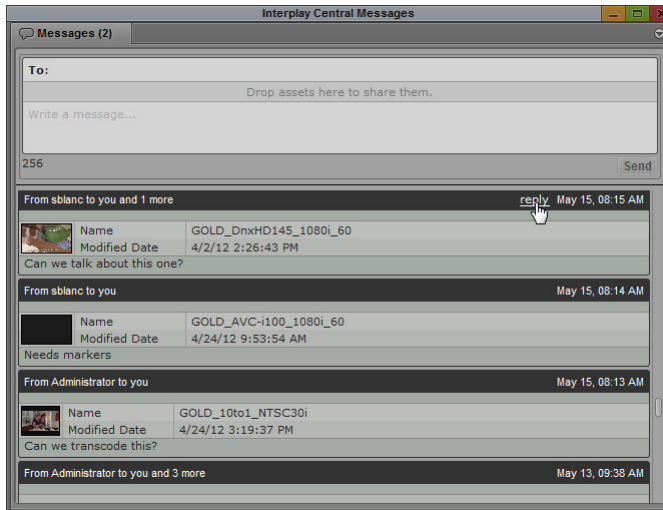 Interplay Central Messages
Messages (2)
To:
Drop assets here to share them.
Write a message...
256
Send
From sblanc to you and 1 more reply May 15, 08:15 AM
Name GOLD_DnxHD145_1080i_60
Modified Date 4/2/12 2:26:43 PM
Can we talk about this one?
From sblanc to you May 15, 08:14 AM
Name GOLD_AVC-i100_1080i_60
Modified Date 4/24/12 9:53:54 AM
Needs markers
From Administrator to you May 15, 08:13 AM
Name GOLD_10to1_NTSC30i
Modified Date 4/24/12 3:19:37 PM
Can we transcode this?
From Administrator to you and 3 more May 13, 09:38 AM